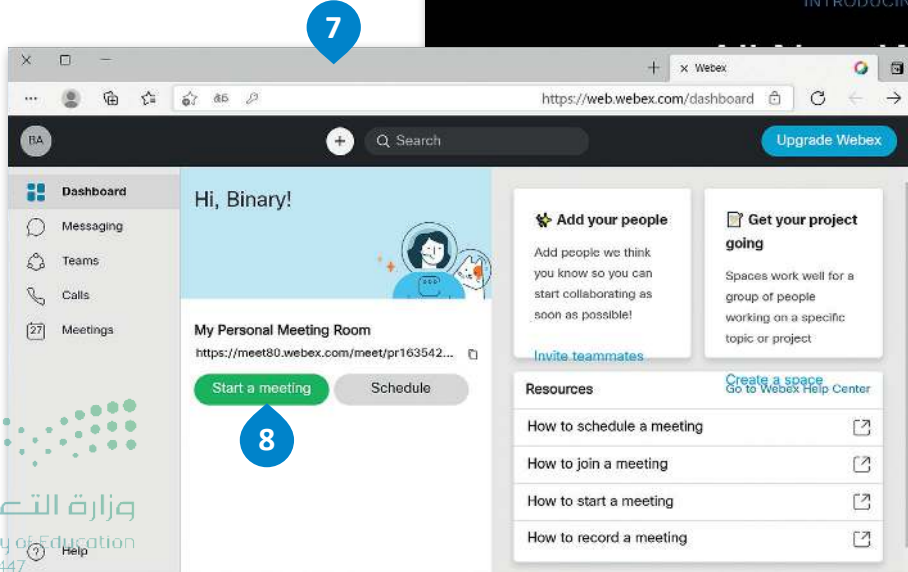 INTRODUCIN
7
Webex
https://web.webex.com/dashboard
BA
Search
Upgrade Webex
Dashboard
Messaging
Teams
Calls
27
Meetings
Help
Hi, Binary!
My Personal Meeting Room
https://meet80.webex.com/meet/pr163542...
Start a meeting
Schedule
8
Add your people
Add people we think
you know so you can
start collaborating as
soon as possible!
Invite teammates
Get your project
going
Spaces work well for a
group of people
working on a specific
topic or project
Create a space
Resources
Go to Webex Help Center
How to schedule a meeting
How to join a meeting
How to start a meeting
How to record a meeting
وزارة التع
y of Education
447